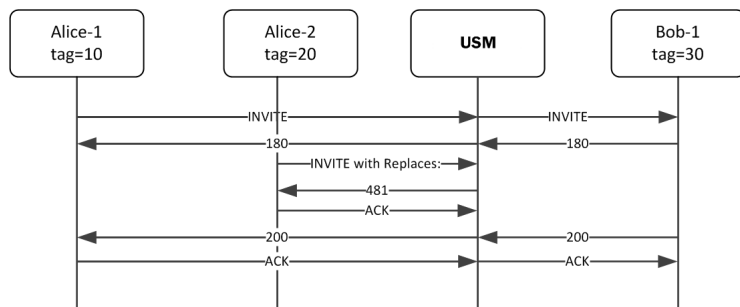 Alice-1
tag=10
Alice-2
tag=20
USM
Bob-1
tag=30
INVITE
INVITE
180
180
INVITE with Replaces:
481
ACK
200
200
ACK
ACK